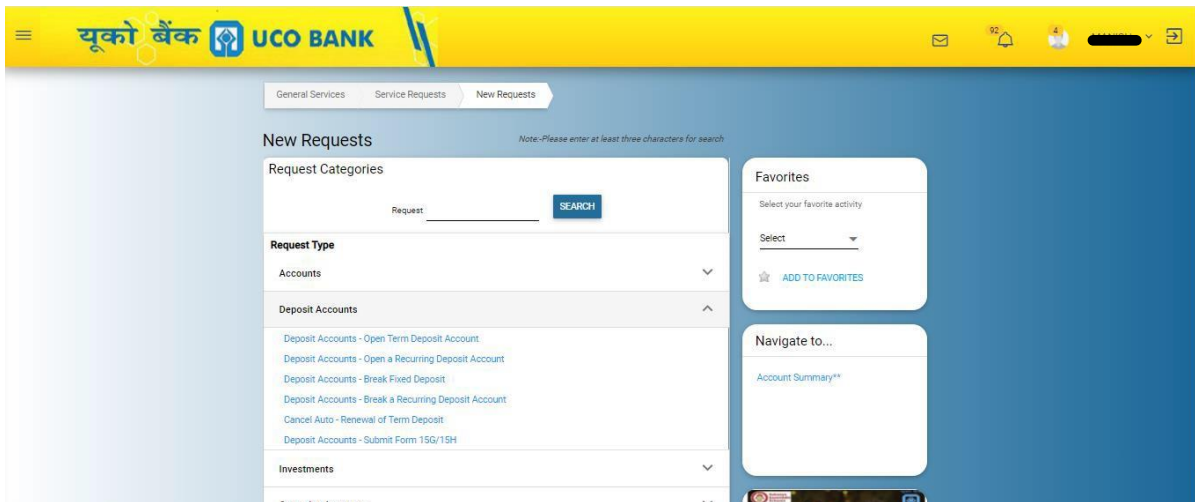 यूको बैंक UCO BANK
92
4
General Services Service Requests New Requests
New Requests
Note:-Please enter at least three characters for search
Request Categories
Request SEARCH
Request Type
Accounts
Deposit Accounts
Deposit Accounts - Open Term Deposit Account
Deposit Accounts - Open a Recurring Deposit Account
Deposit Accounts - Break Fixed Deposit
Deposit Accounts - Break a Recurring Deposit Account
Cancel Auto - Renewal of Term Deposit
Deposit Accounts - Submit Form 15G/15H
Investments
Favorites
Select your favorite activity
Select
ADD TO FAVORITES
Navigate to...
Account Summary**